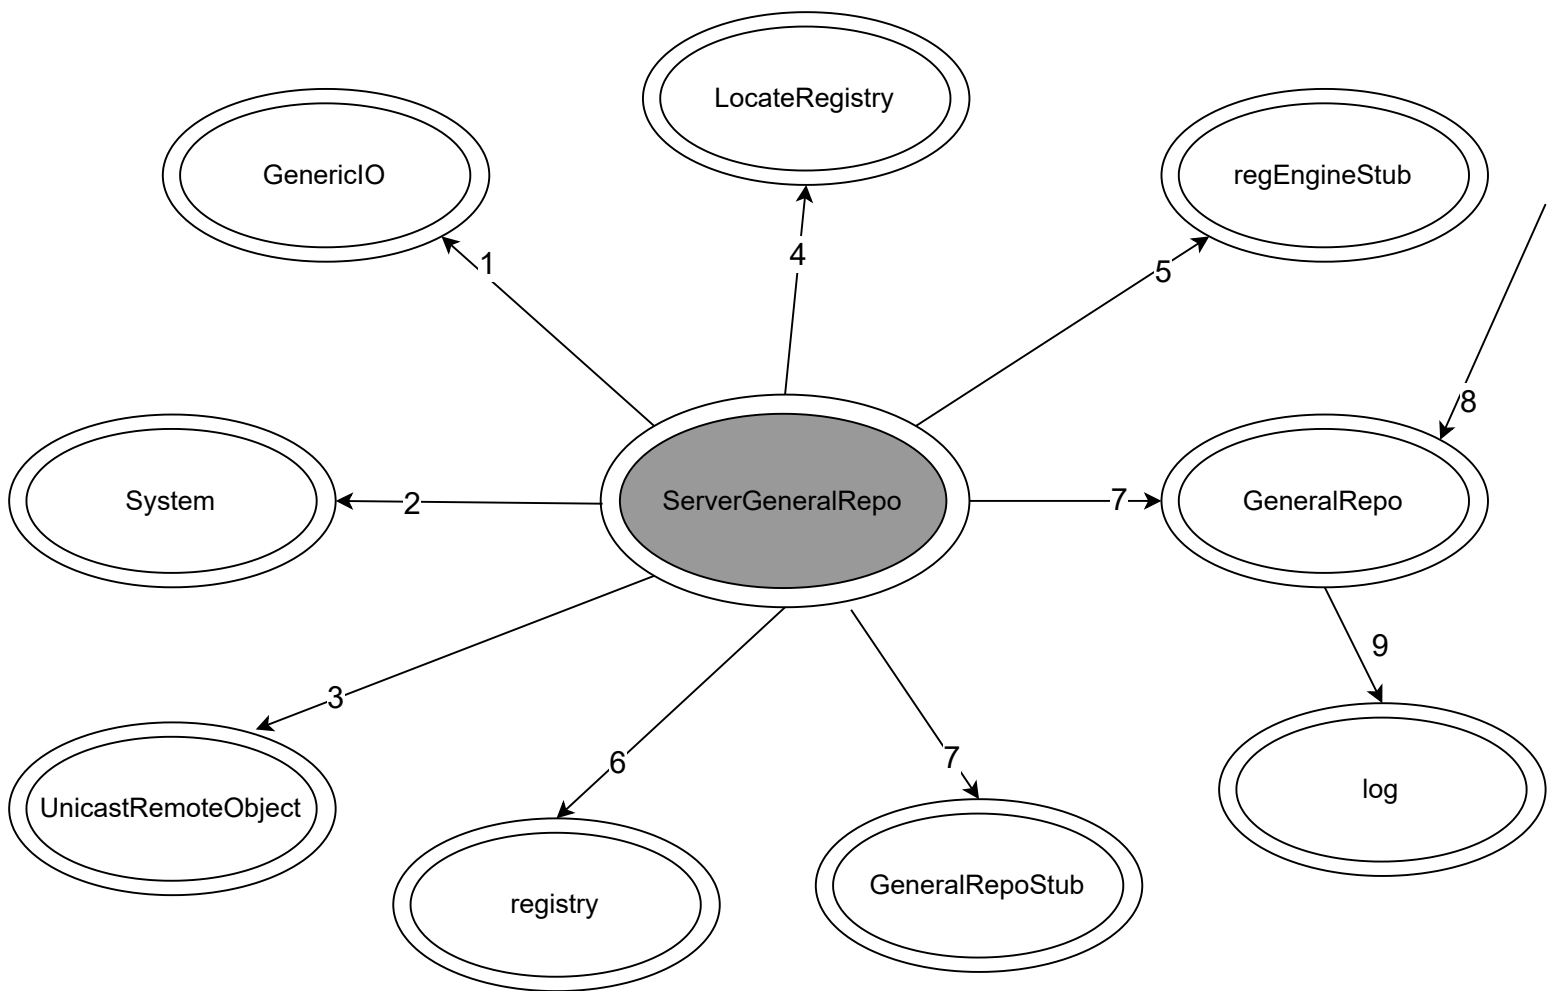 LocateRegistry
GenericIO
regEngineStub
1
4
5
8
System
2
ServerGeneralRepo
7
GeneralRepo
3
6
7
9
UnicastRemoteObject
registry
GeneralRepoStub
log